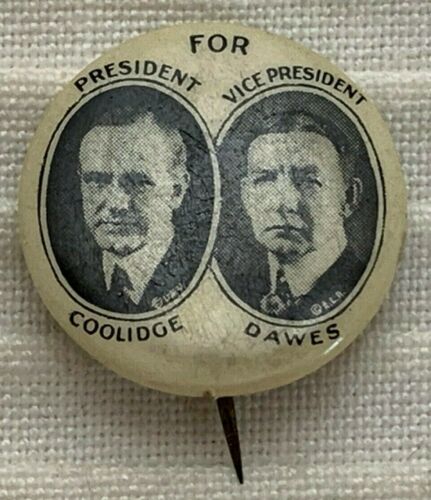 FOR
PRESIDENT
VICE PRESIDENT
COOLIDGE
DAWES